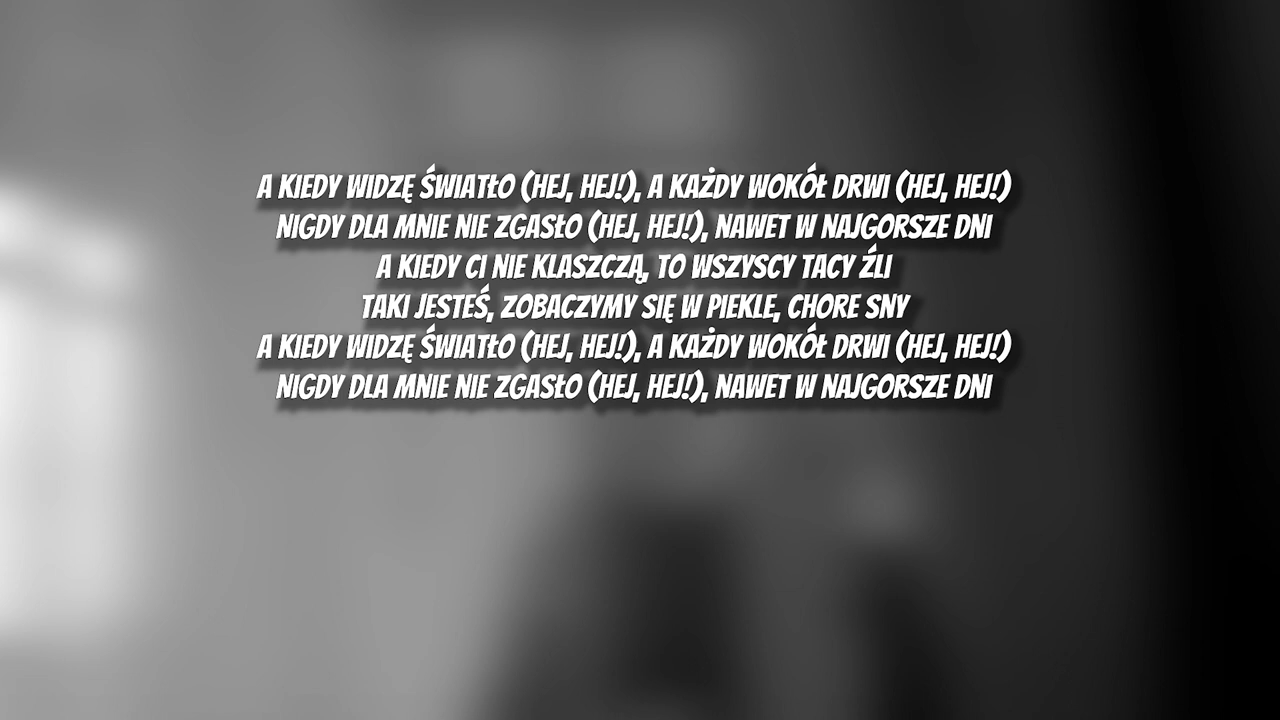 A KIEDY WIDZĘ ŚWIATŁO (HEJ, HEJ!), A KAŻDY WOKÓŁ DRWI (HEJ, HEJ!)
NIGDY DLA MNIE NIE ZGASŁO (HEJ, HEJ!), NAWET W NAJGORSZE DNI
A KIEDY CI NIE KLASZCZĄ, TO WSZYSCY TACY ŹLI
TAKI JESTEŚ, ZOBACZYMY SIĘ W PIEKLE, CHORE SNY
A KIEDY WIDZĘ ŚWIATŁO (HEJ, HEJ!), A KAŻDY WOKÓŁ DRWI (HEJ, HEJ!)
NIGDY DLA MNIE NIE ZGASŁO (HEJ, HEJ!), NAWET W NAJGORSZE DNI